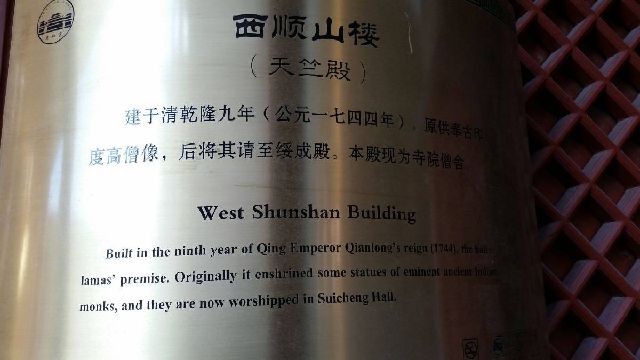 西顺山楼
(天竺殿)
建于清乾隆九年(公元一七四四年),原供奉古印
度高僧像,后将其请至绥成殿。本殿现为寺院僧舍
West Shunshan Building
Built in the ninth year of Qing Emperor Qianlong's reign (1744), the hall
lamas' premise. Originally it enshrined some statues of eminent ancient Indian
monks, and they are now worshipped in Suicheng Hall.